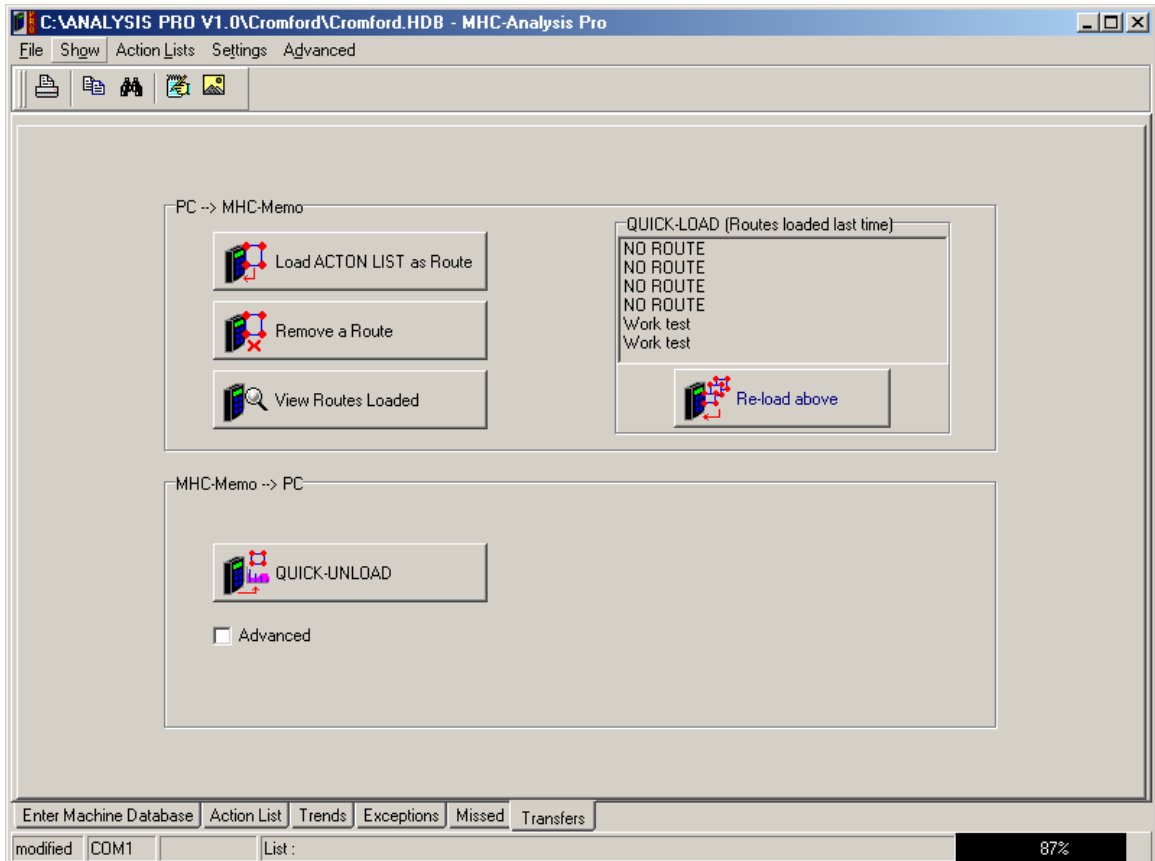 C:\ANALYSIS PRO V1.0\Cromford\Cromford.HDB - MHC-Analysis Pro
File Show Action Lists Settings Advanced
PC --> MHC-Memo
Load ACTON LIST as Route
Remove a Route
View Routes Loaded
QUICK-LOAD (Routes loaded last time)
NO ROUTE
NO ROUTE
NO ROUTE
NO ROUTE
Work test
Work test
Re-load above
MHC-Memo --> PC
QUICK-UNLOAD
Advanced
Enter Machine Database Action List Trends Exceptions Missed Transfers
modified COM1 List : 87%